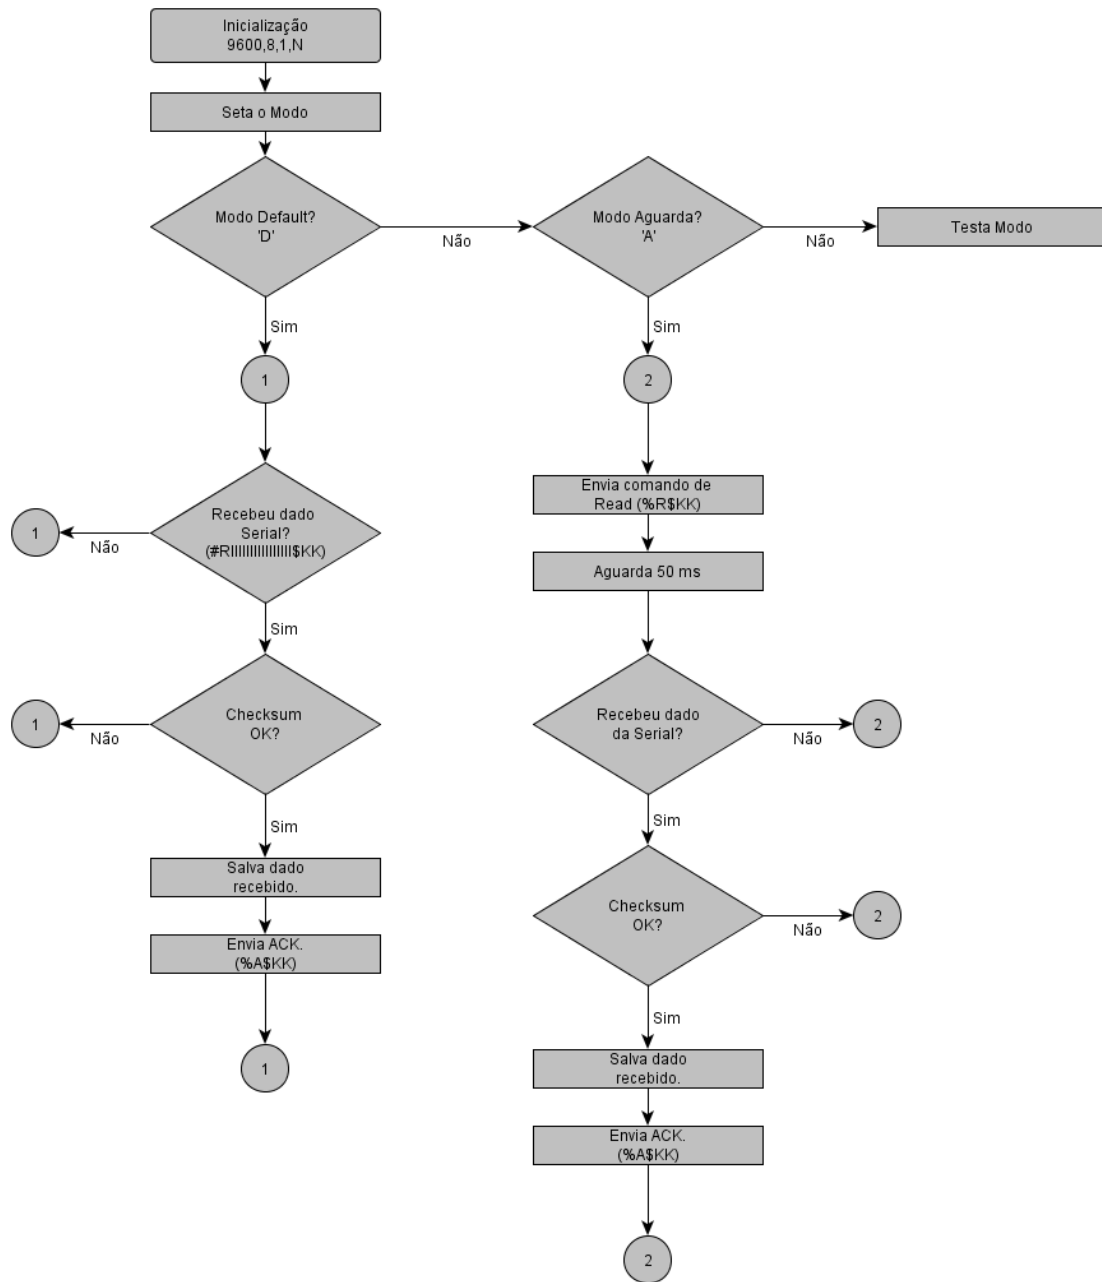 Inicialização
9600,8,1,N
Seta o Modo
Modo Default?
'D'
Não
Modo Aguarda?
'A'
Não
Testa Modo
Sim
1
Recebeu dado
Serial?
(#RIIIIIIIIIIIIIIII$KK)
Não
1
Sim
Checksum
OK?
Não
1
Sim
Salva dado
recebido.
Envia ACK.
(%A$KK)
1
Sim
2
Envia comando de
Read (%R$KK)
Aguarda 50 ms
Recebeu dado
da Serial?
Não
2
Sim
Checksum
OK?
Não
2
Sim
Salva dado
recebido.
Envia ACK.
(%A$KK)
2